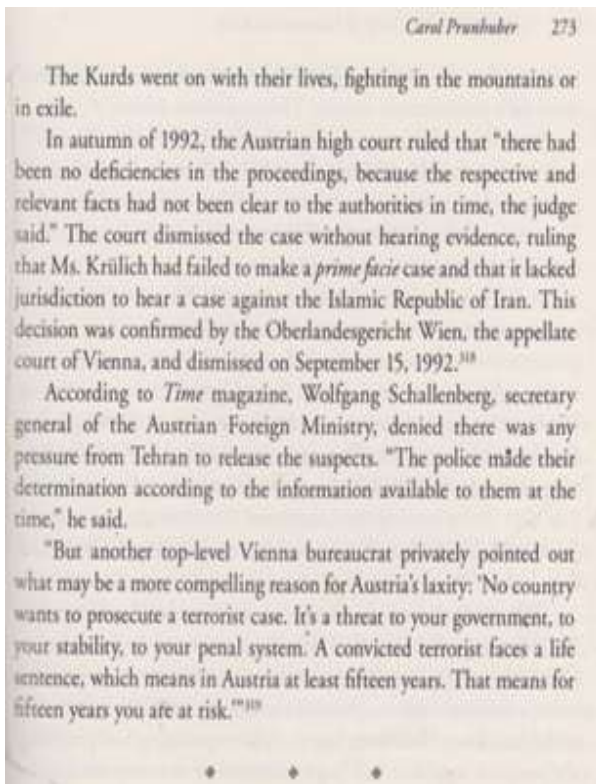 Carol Prunhuber 273
The Kurds went on with their lives, fighting in the mountains or
in exile.
In autumn of 1992, the Austrian high court ruled that "there had
been no deficiencies in the proceedings, because the respective and
relevant facts had not been clear to the authorities in time, the judge
said." The court dismissed the case without hearing evidence, ruling
that Ms. Krülich had failed to make a prime facie case and that it lacked
jurisdiction to hear a case against the Islamic Republic of Iran. This
decision was confirmed by the Oberlandesgericht Wien, the appellate
court of Vienna, and dismissed on September 15, 1992.³¹⁸
According to Time magazine, Wolfgang Schallenberg, secretary
general of the Austrian Foreign Ministry, denied there was any
pressure from Tehran to release the suspects. "The police made their
determination according to the information available to them at the
time," he said.
"But another top-level Vienna bureaucrat privately pointed out
what may be a more compelling reason for Austria's laxity: 'No country
wants to prosecute a terrorist case. It's a threat to your government, to
your stability, to your penal system. A convicted terrorist faces a life
sentence, which means in Austria at least fifteen years. That means for
fifteen years you are at risk.'"³¹⁹